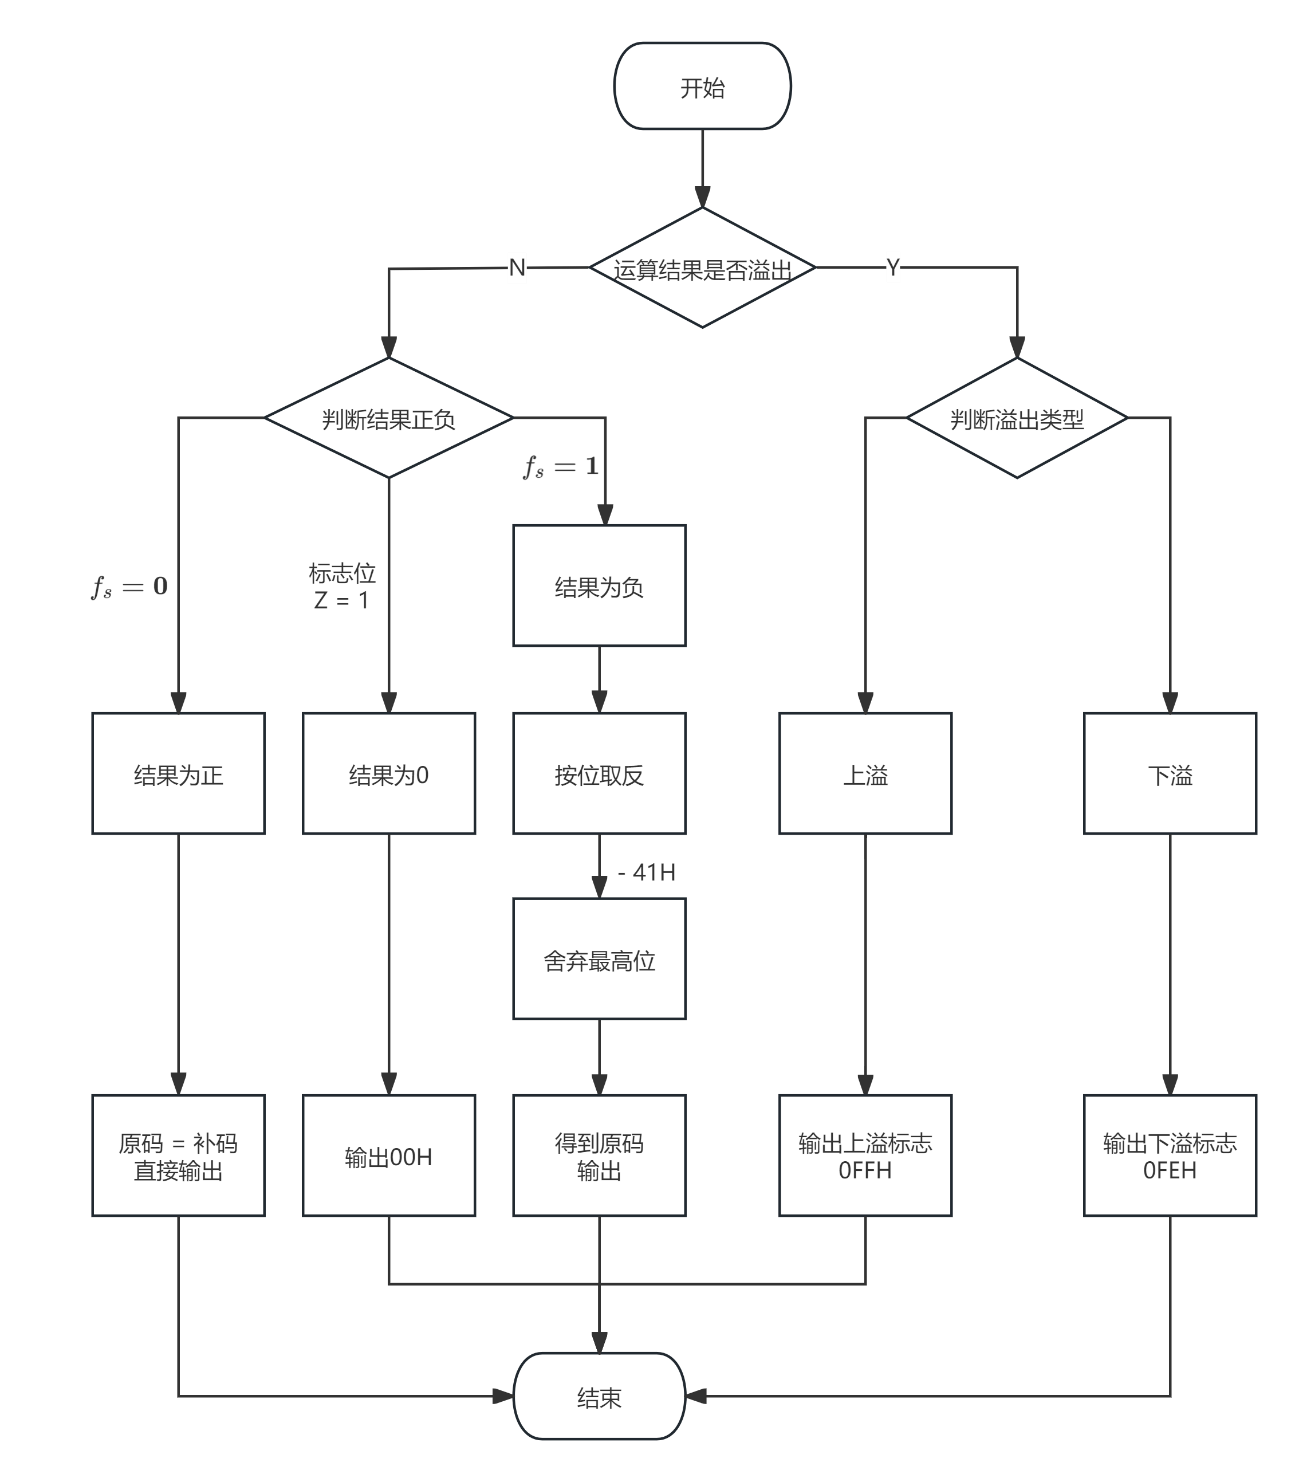 开始
运算结果是否溢出
N
Y
判断结果正负
判断溢出类型
f_s = 1
f_s = 0
标志位
Z = 1
结果为负
结果为正
结果为0
按位取反
上溢
下溢
- 41H
舍弃最高位
原码 = 补码
直接输出
输出00H
得到原码
输出
输出上溢标志
0FFH
输出下溢标志
0FEH
结束